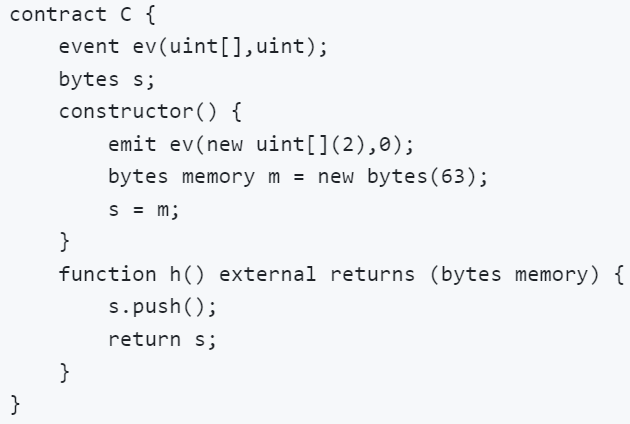 contract C {
    event ev(uint[],uint);
    bytes s;
    constructor() {
        emit ev(new uint[](2),0);
        bytes memory m = new bytes(63);
        s = m;
    }
    function h() external returns (bytes memory) {
        s.push();
        return s;
    }
}